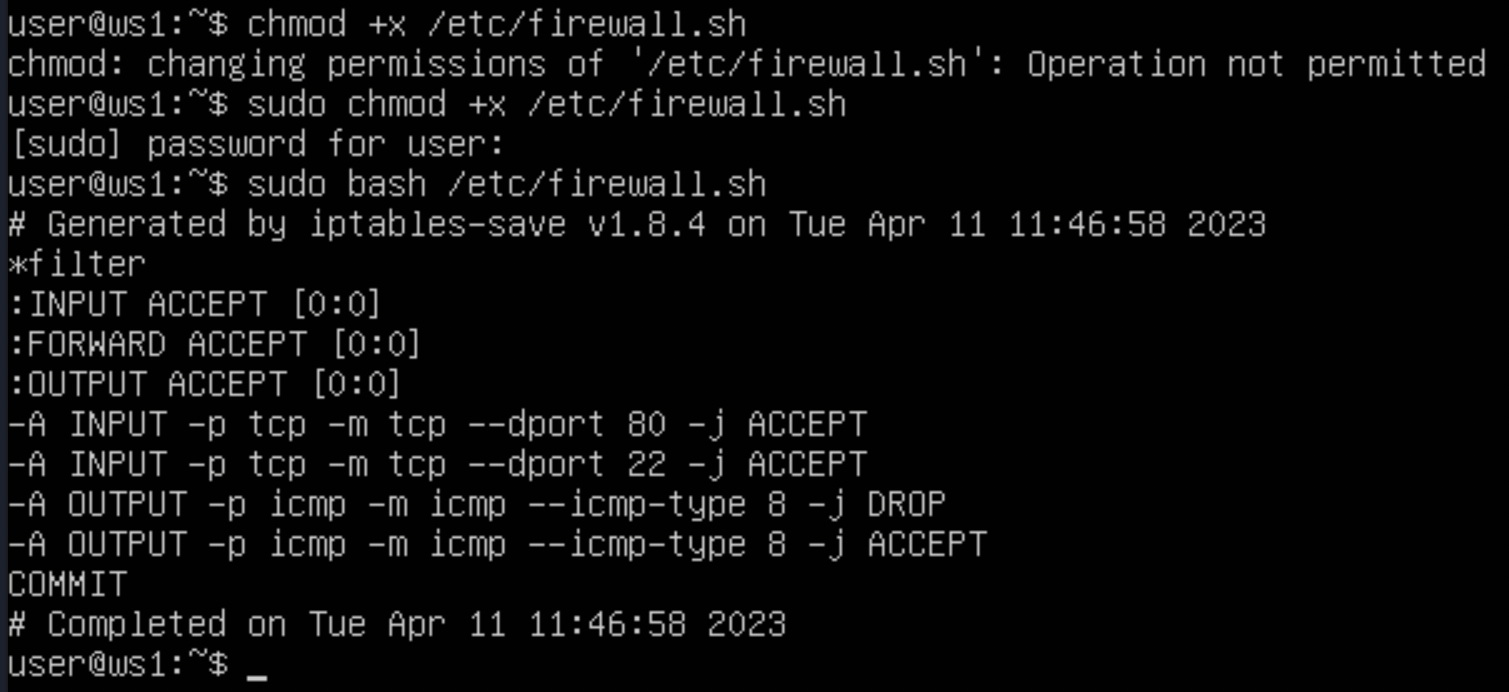 user@ws1:~$ chmod +x /etc/firewall.sh
chmod: changing permissions of '/etc/firewall.sh': Operation not permitted
user@ws1:~$ sudo chmod +x /etc/firewall.sh
[sudo] password for user:
user@ws1:~$ sudo bash /etc/firewall.sh
# Generated by iptables-save v1.8.4 on Tue Apr 11 11:46:58 2023
*filter
:INPUT ACCEPT [0:0]
:FORWARD ACCEPT [0:0]
:OUTPUT ACCEPT [0:0]
-A INPUT -p tcp -m tcp --dport 80 -j ACCEPT
-A INPUT -p tcp -m tcp --dport 22 -j ACCEPT
-A OUTPUT -p icmp -m icmp --icmp-type 8 -j DROP
-A OUTPUT -p icmp -m icmp --icmp-type 8 -j ACCEPT
COMMIT
# Completed on Tue Apr 11 11:46:58 2023
user@ws1:~$ _